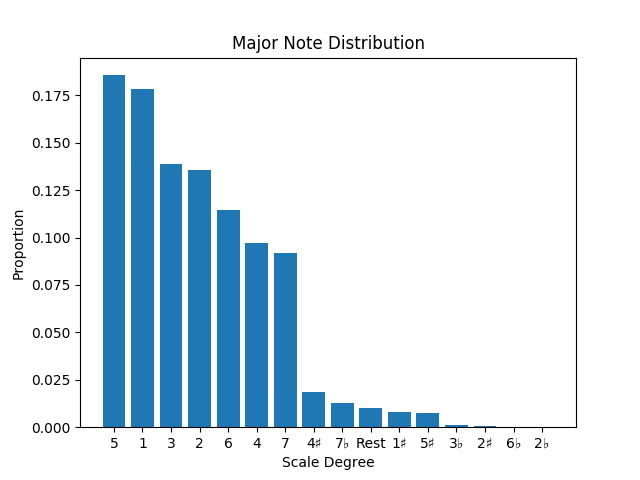 Major Note Distribution
Proportion
0.175
0.150
0.125
0.100
0.075
0.050
0.025
0.000
5 1 3 2 6 4 7 4♯ 7♭ Rest 1♯ 5♯ 3♭ 2♯ 6♭ 2♭
Scale Degree